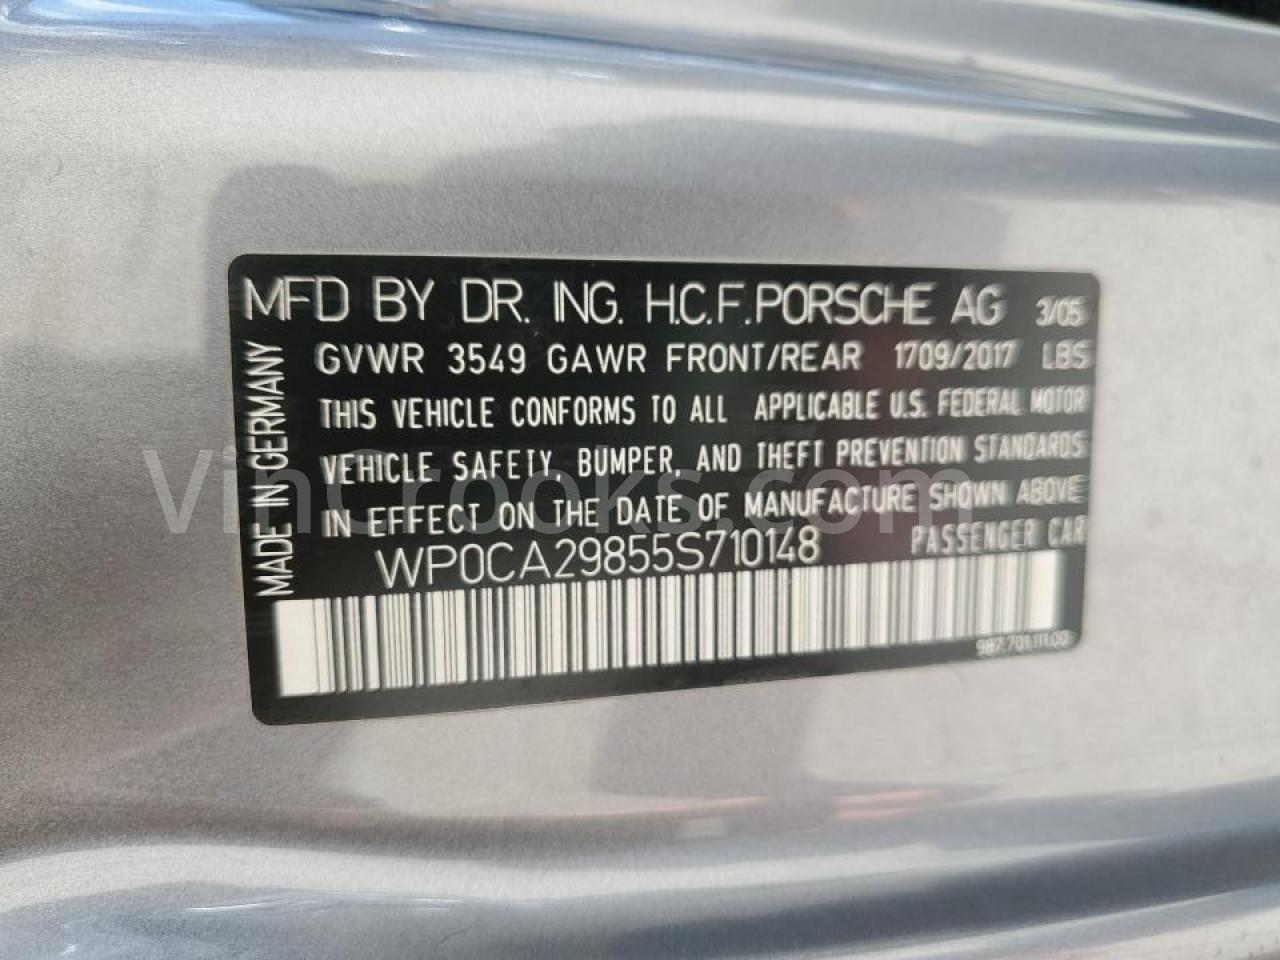 MFD BY DR. ING. H.C.F. PORSCHE AG 3/05
GVWR 3549 GAWR FRONT/REAR 1709/2017 LBS
THIS VEHICLE CONFORMS TO ALL APPLICABLE U.S. FEDERAL MOTOR
VEHICLE SAFETY, BUMPER, AND THEFT PREVENTION STANDARDS
IN EFFECT ON THE DATE OF MANUFACTURE SHOWN ABOVE
WP0CA29855S710148 PASSENGER CAR
MADE IN GERMANY
987.701.111.00
VinCrooks.com